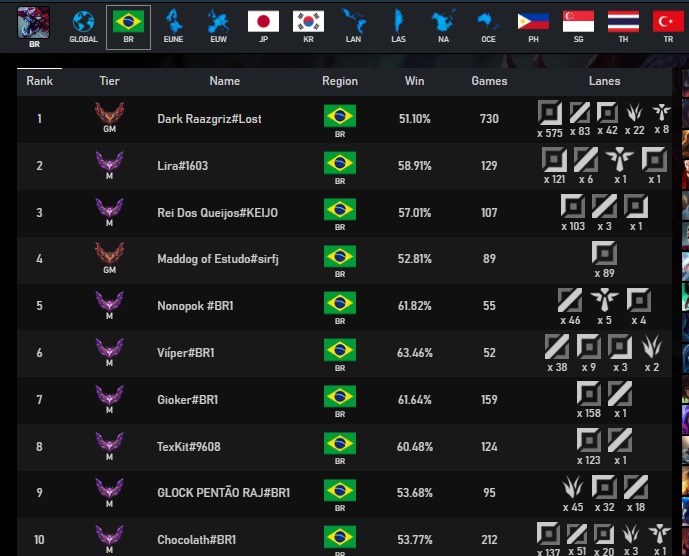 BR GLOBAL BR EUNE EUW JP KR LAN LAS NA OCE PH SG TH TR
Rank Tier Name Region Win Games Lanes
1 GM Dark Raazgriz#Lost BR 51.10% 730 x 575 x 83 x 42 x 22 x 8
2 M Lira#1603 BR 58.91% 129 x 121 x 6 x 1 x 1
3 M Rei Dos Queijos#KEIJO BR 57.01% 107 x 103 x 3 x 1
4 GM Maddog of Estudo#sirfj BR 52.81% 89 x 89
5 M Nonopok #BR1 BR 61.82% 55 x 46 x 5 x 4
6 M Viíper#BR1 BR 63.46% 52 x 38 x 9 x 3 x 2
7 M Gioker#BR1 BR 61.64% 159 x 158 x 1
8 M TexKit#9608 BR 60.48% 124 x 123 x 1
9 M GLOCK PENTÃO RAJ#BR1 BR 53.68% 95 x 45 x 32 x 18
10 M Chocolath#BR1 BR 53.77% 212 x 137 x 51 x 20 x 3 x 1